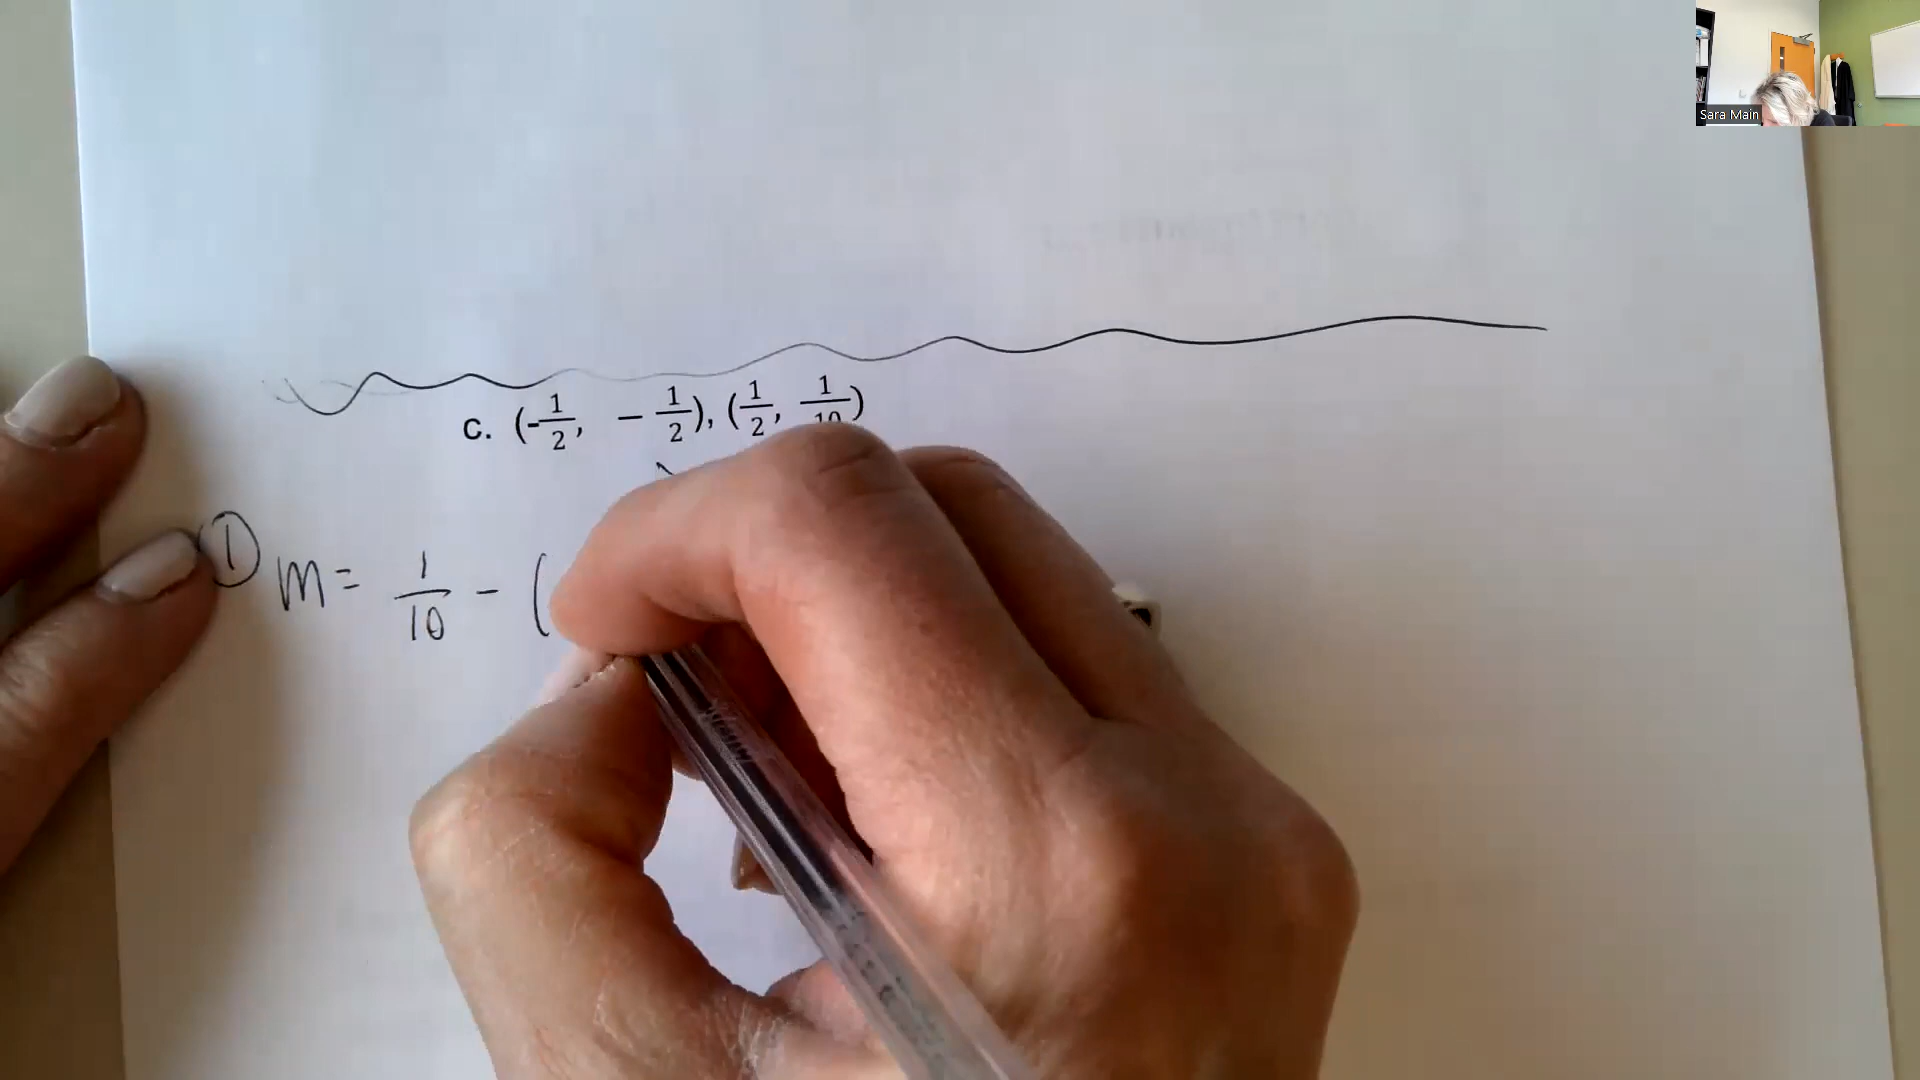 Sara Main
c. (-1/2, − 1/2), (1/2, 1/10)
① m = 1/10 - (